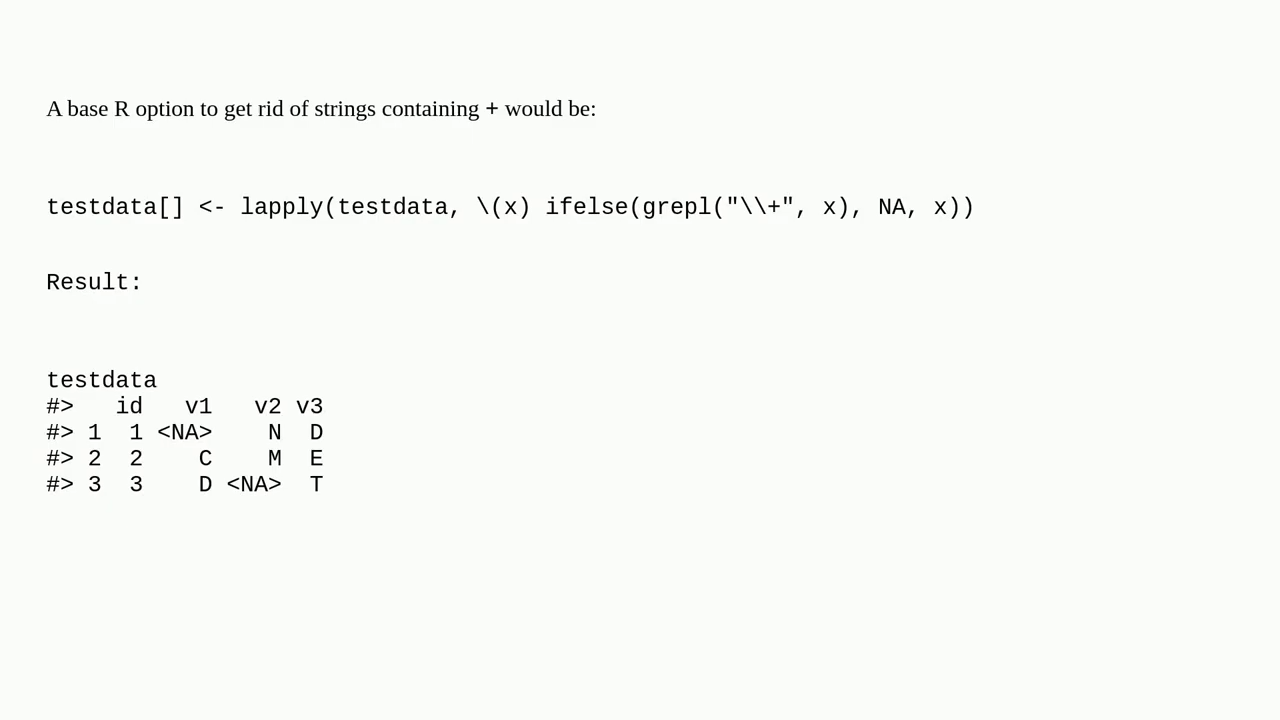 A base R option to get rid of strings containing + would be:
testdata[] <- lapply(testdata, \(x) ifelse(grepl("\\+", x), NA, x))
Result:
testdata
#>   id   v1   v2 v3
#> 1  1 <NA>    N  D
#> 2  2    C    M  E
#> 3  3    D <NA>  T